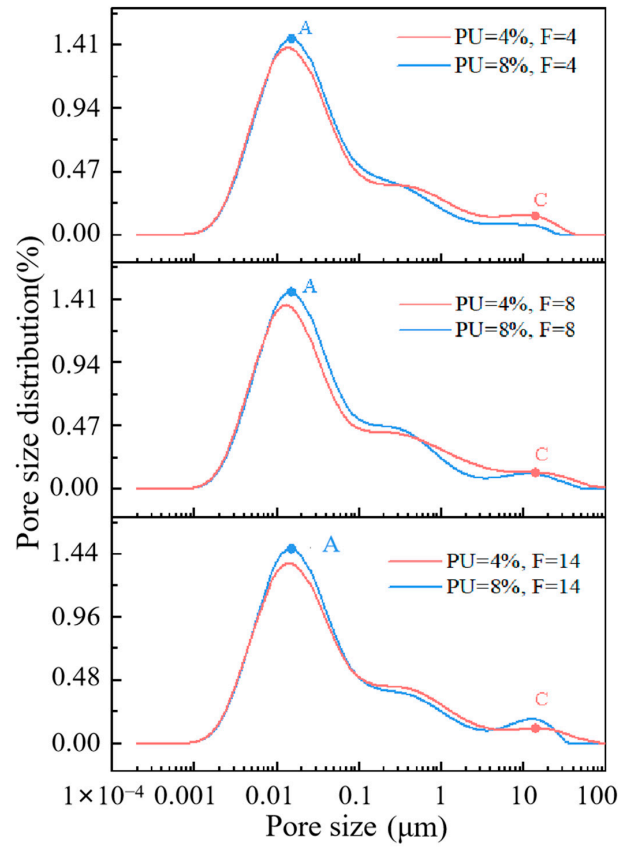 1.41
0.94
0.47
0.00
A
C
PU=4%, F=4
PU=8%, F=4
1.41
0.94
0.47
0.00
A
C
PU=4%, F=8
PU=8%, F=8
1.44
0.96
0.48
0.00
A
C
PU=4%, F=14
PU=8%, F=14
Pore size distribution(%)
1×10⁻⁴ 0.001 0.01 0.1 1 10 100
Pore size (μm)